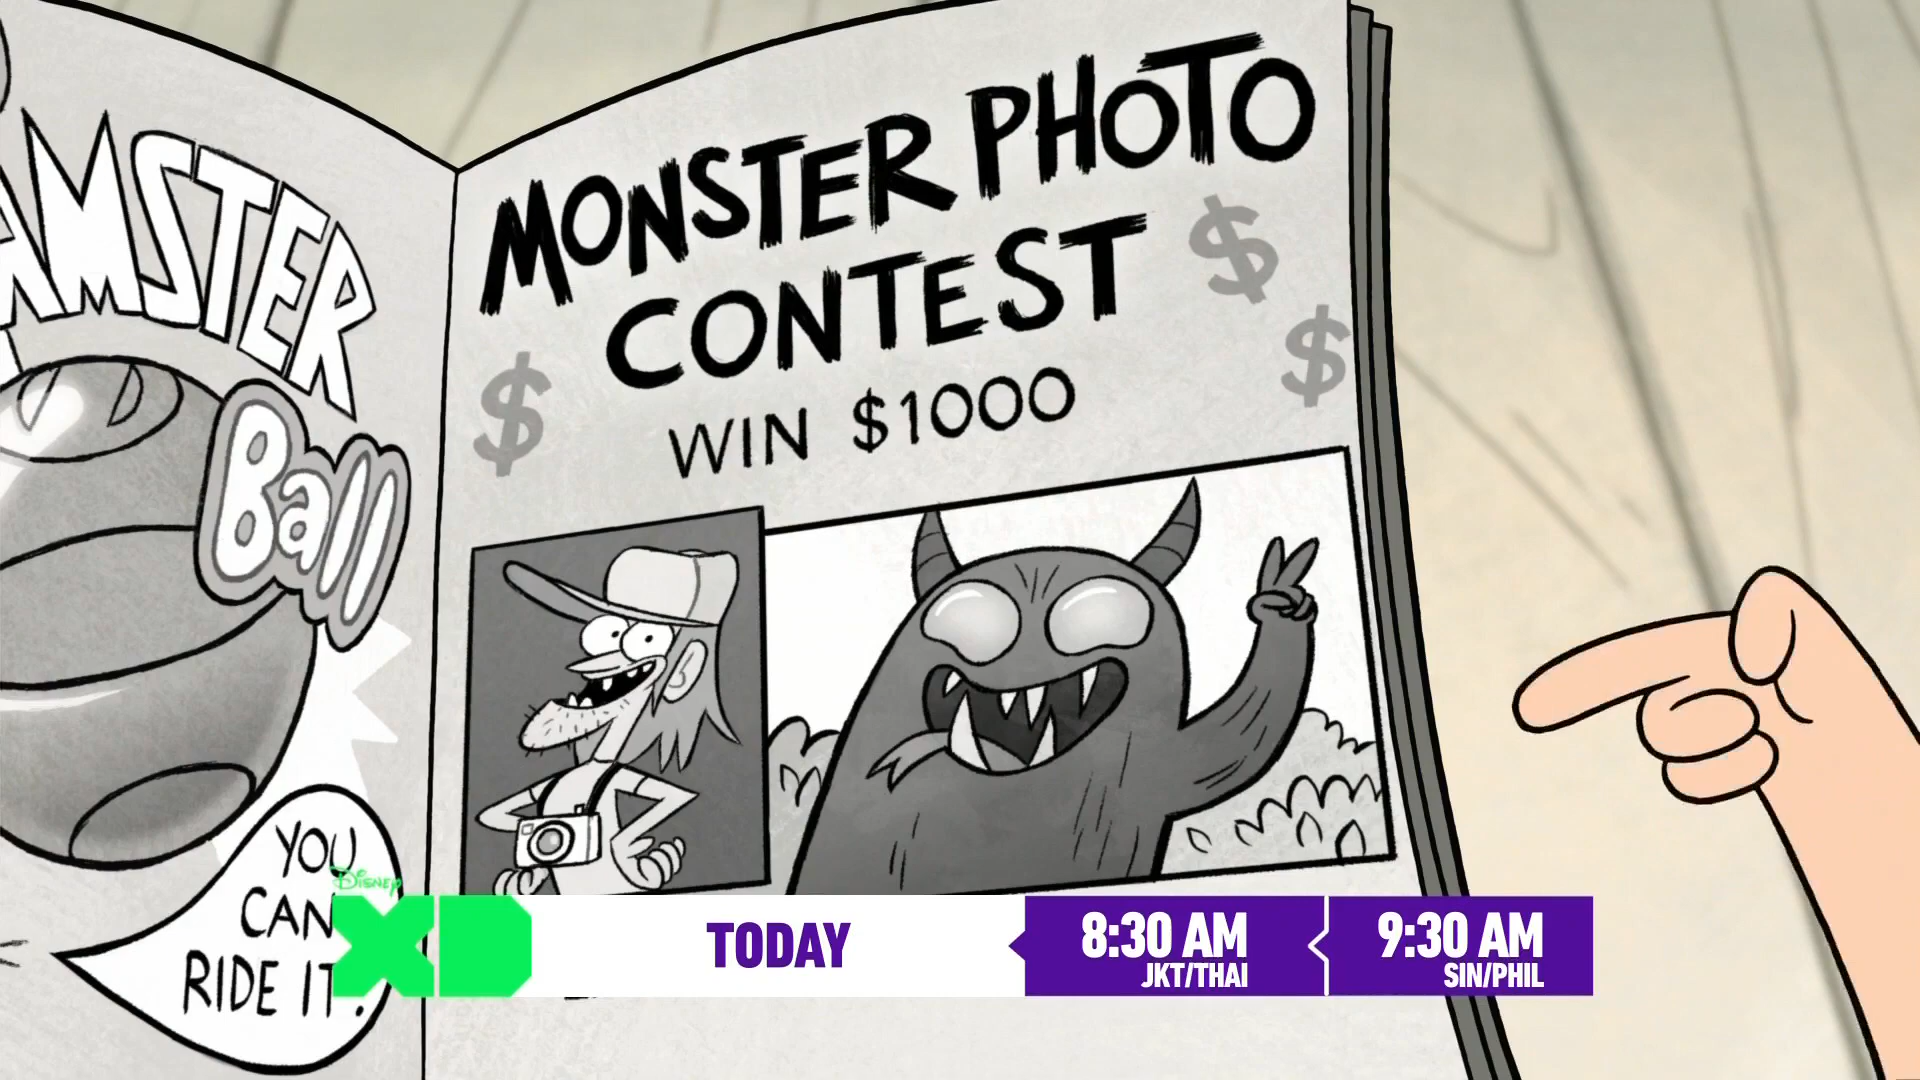 AMSTER
Ball
YOU
CAN
RIDE IT.
MONSTER PHOTO
CONTEST
WIN $1000
$
$
$
Disney
XD
TODAY
8:30 AM
JKT/THAI
9:30 AM
SIN/PHIL